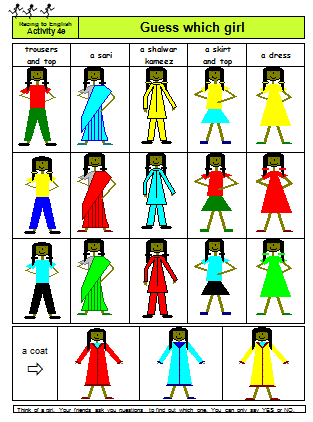 Racing to English
Activity 4e
Guess which girl
trousers
and top
a sari
a shalwar
kameez
a skirt
and top
a dress
a coat
Think of a girl. Your friends ask you questions to find out which one. You can only say YES or NO.